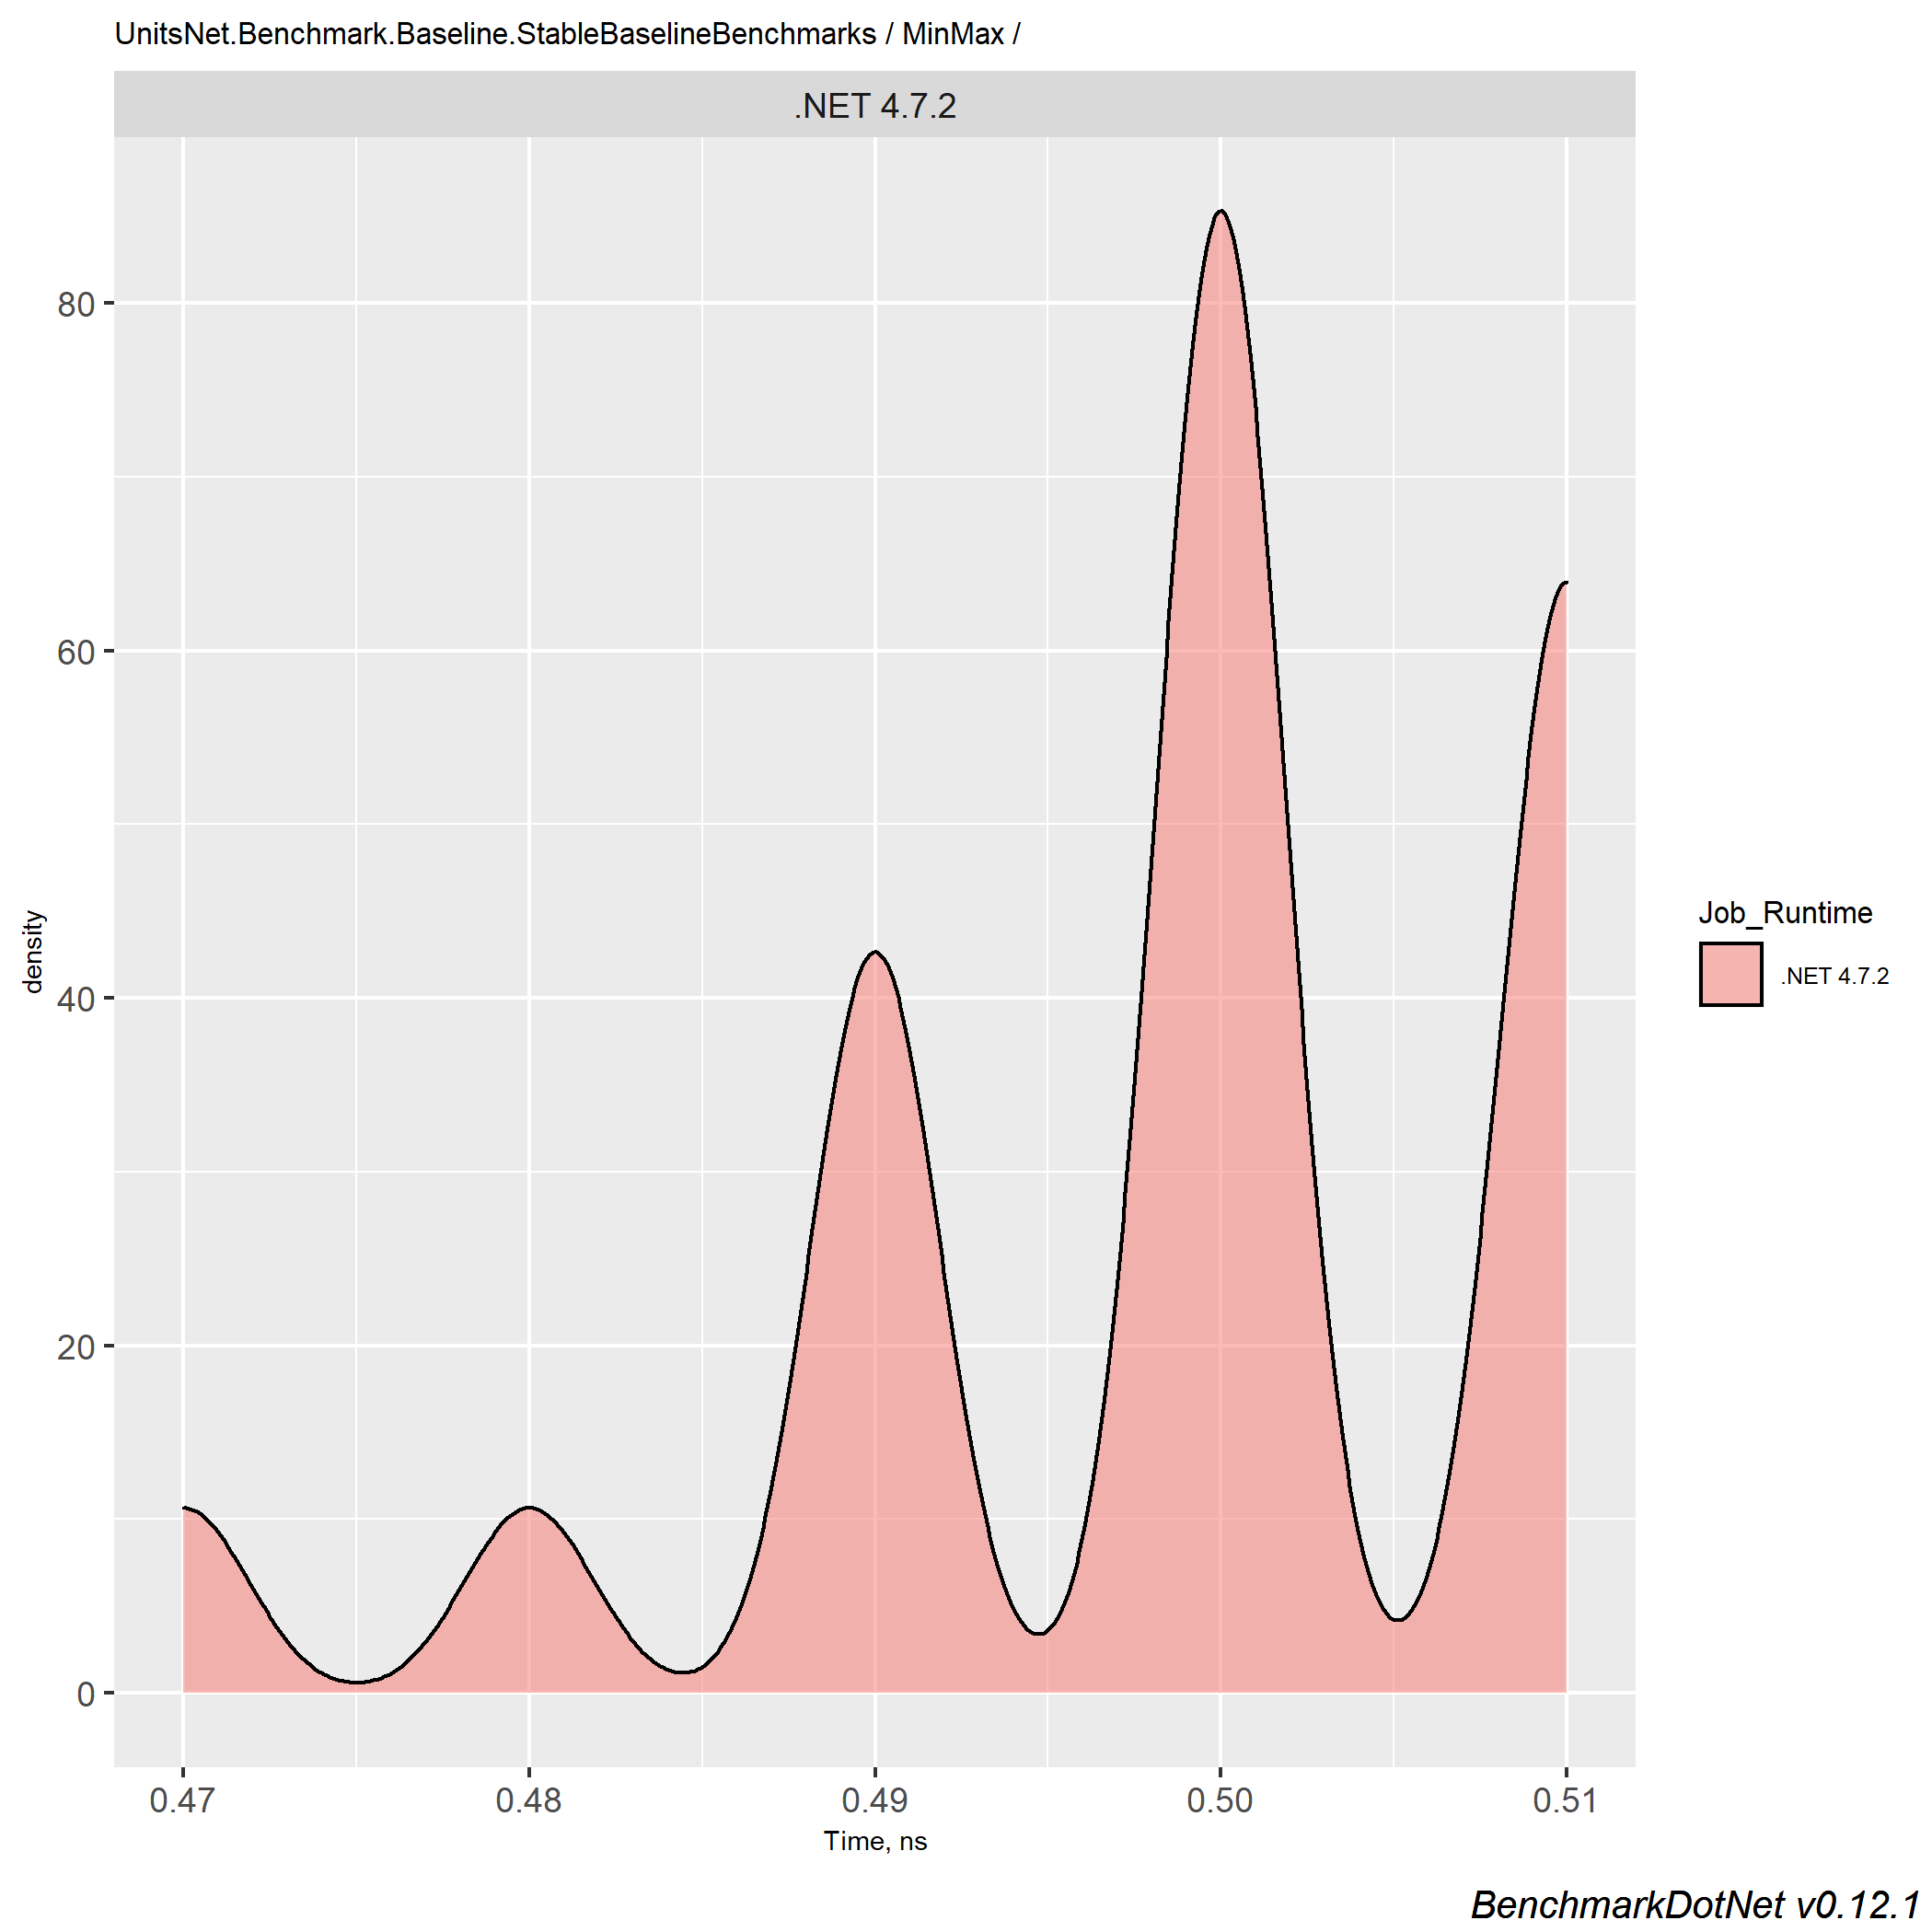 UnitsNet.Benchmark.Baseline.StableBaselineBenchmarks / MinMax /
.NET 4.7.2
80
60
40
20
0
density
0.47 0.48 0.49 0.50 0.51
Time, ns
Job_Runtime
.NET 4.7.2
BenchmarkDotNet v0.12.1